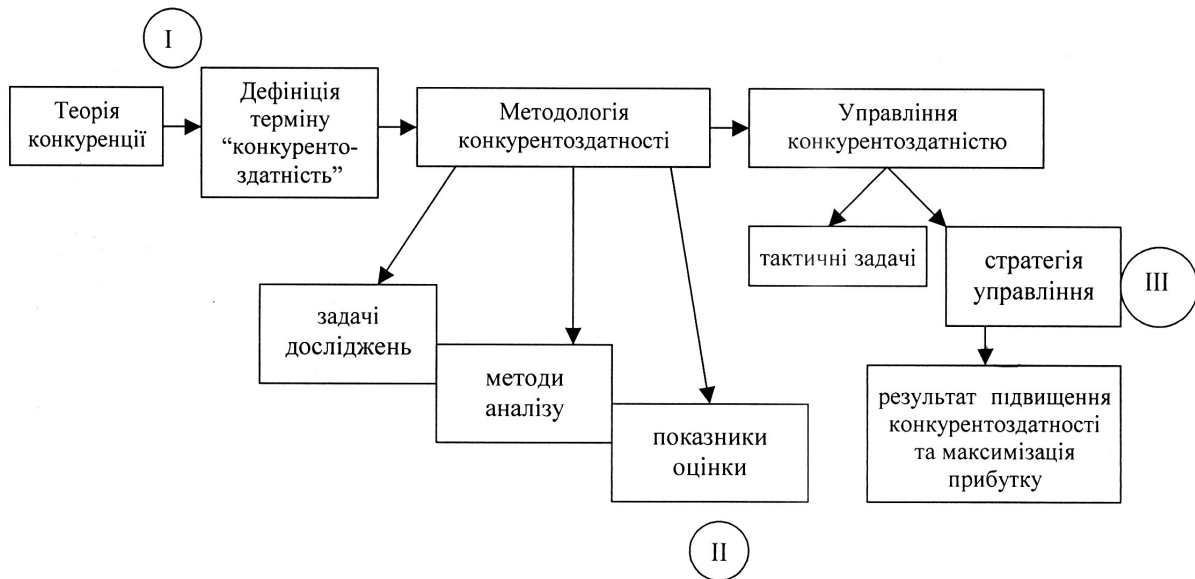 I
Теорія
конкуренції
Дефініція
терміну
“конкуренто-
здатність”
Методологія
конкурентоздатності
Управління
конкурентоздатністю
тактичні задачі
стратегія
управління
III
задачі
досліджень
методи
аналізу
показники
оцінки
результат підвищення
конкурентоздатності
та максимізація
прибутку
II